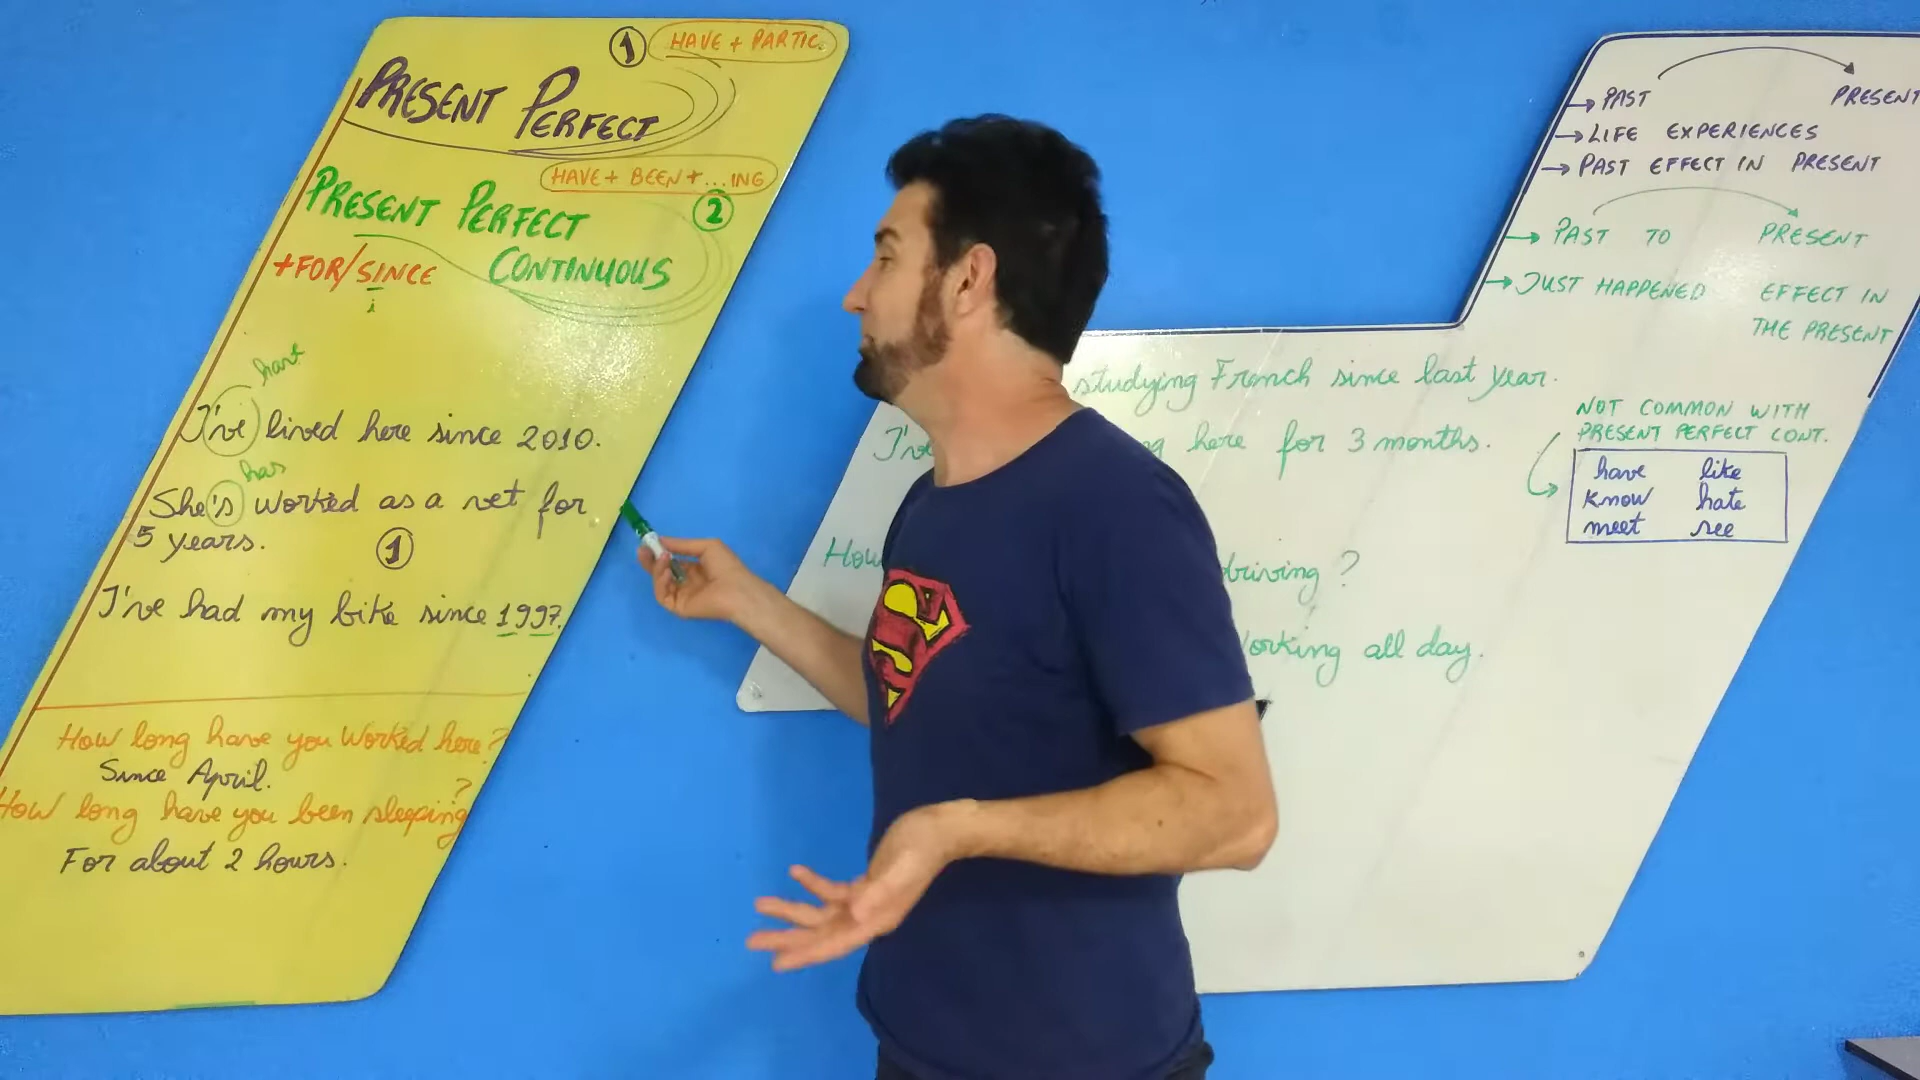 1 HAVE + PARTIC.
PRESENT PERFECT
HAVE + BEEN + ...ING
PRESENT PERFECT 2
+FOR/SINCE CONTINUOUS
i
have
I've lived here since 2010.
has
She's worked as a vet for
5 years. 1
I've had my bike since 1997.
How long have you worked here?
Since April.
How long have you been sleeping?
For about 2 hours.
→ PAST PRESENT
→ LIFE EXPERIENCES
→ PAST EFFECT IN PRESENT
→ PAST TO PRESENT
→ JUST HAPPENED EFFECT IN
THE PRESENT
studying French since last year.
I've here for 3 months.
How driving?
working all day.
NOT COMMON WITH
PRESENT PERFECT CONT.
have like
know hate
meet see
S